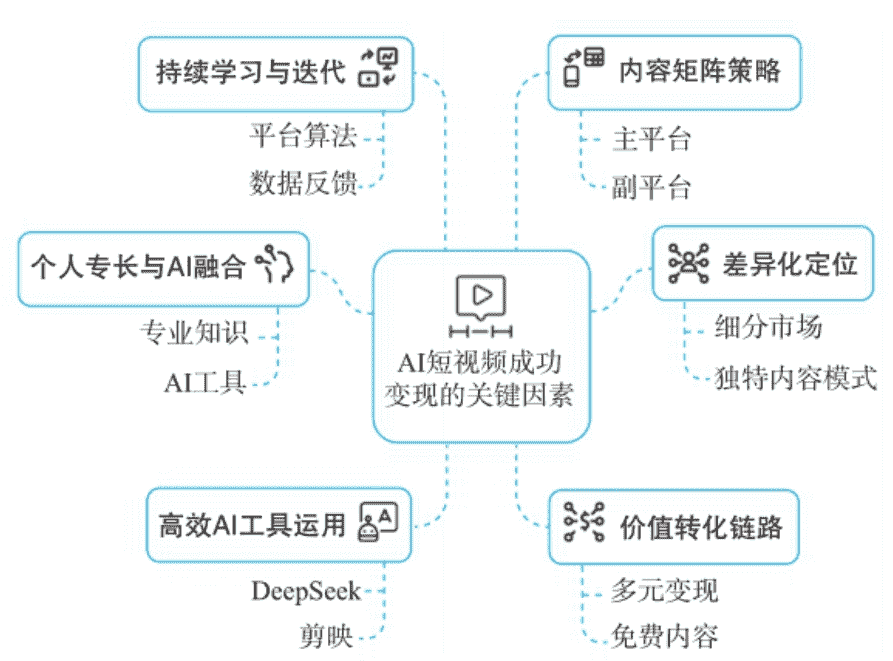 持续学习与迭代
平台算法
数据反馈
内容矩阵策略
主平台
副平台
个人专长与AI融合
专业知识
AI工具
AI短视频成功
变现的关键因素
差异化定位
细分市场
独特内容模式
高效AI工具运用
A
DeepSeek
剪映
价值转化链路
多元变现
免费内容